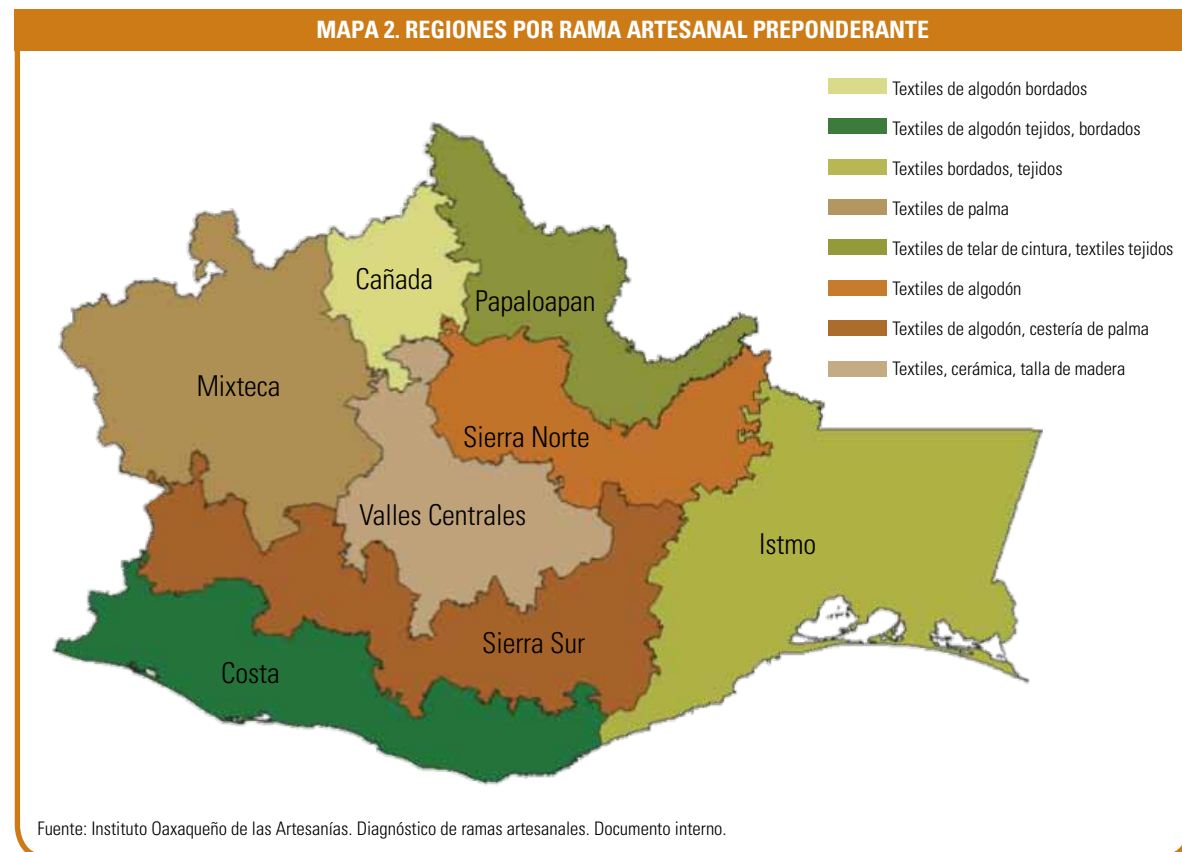 MAPA 2. REGIONES POR RAMA ARTESANAL PREPONDERANTE
Textiles de algodón bordados
Textiles de algodón tejidos, bordados
Textiles bordados, tejidos
Textiles de palma
Textiles de telar de cintura, textiles tejidos
Textiles de algodón
Textiles de algodón, cestería de palma
Textiles, cerámica, talla de madera
Cañada
Papaloapan
Mixteca
Sierra Norte
Valles Centrales
Istmo
Sierra Sur
Costa
Fuente: Instituto Oaxaqueño de las Artesanías. Diagnóstico de ramas artesanales. Documento interno.